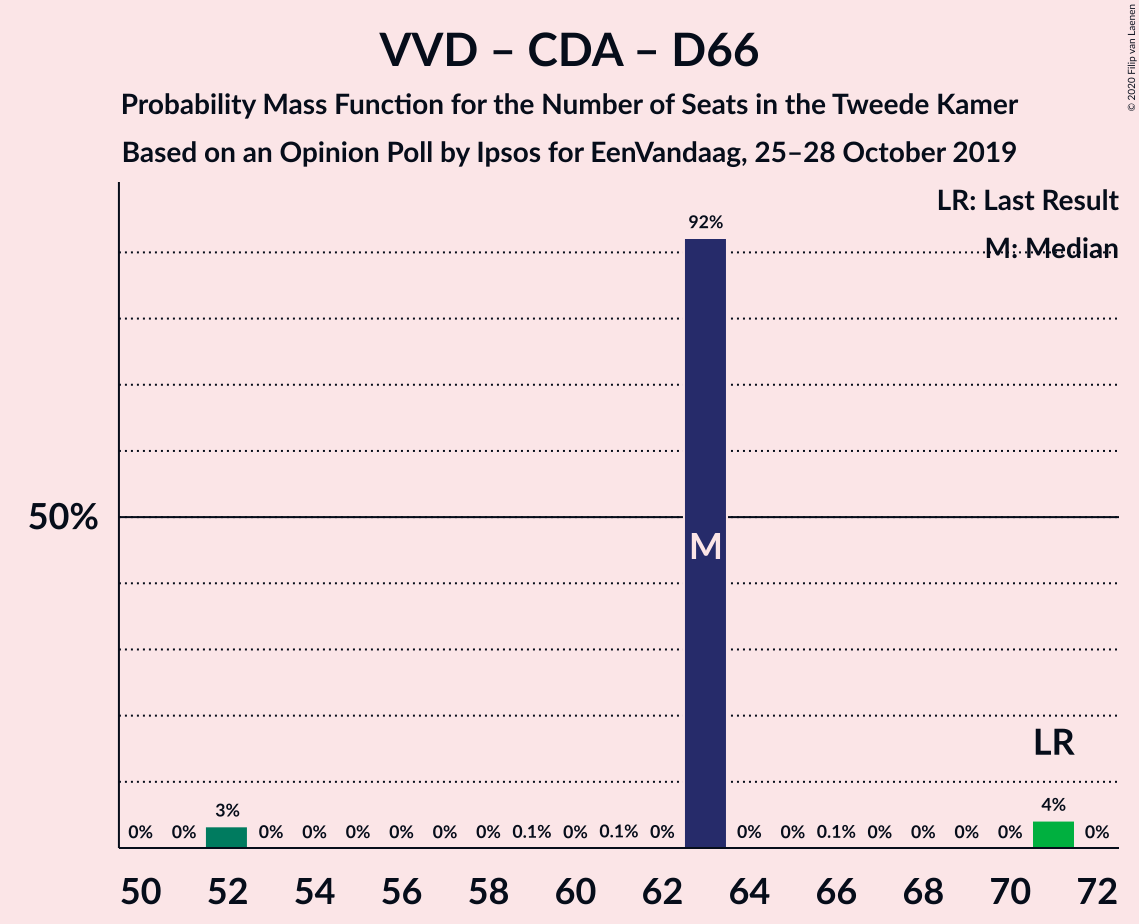 VVD – CDA – D66
Probability Mass Function for the Number of Seats in the Tweede Kamer
Based on an Opinion Poll by Ipsos for EenVandaag, 25–28 October 2019
© 2020 Filip van Laenen
LR: Last Result
M: Median
92%
50%
M
LR
0% 0% 3% 0% 0% 0% 0% 0% 0% 0.1% 0% 0.1% 0% 0% 0% 0.1% 0% 0% 0% 0% 4% 0%
50 52 54 56 58 60 62 64 66 68 70 72